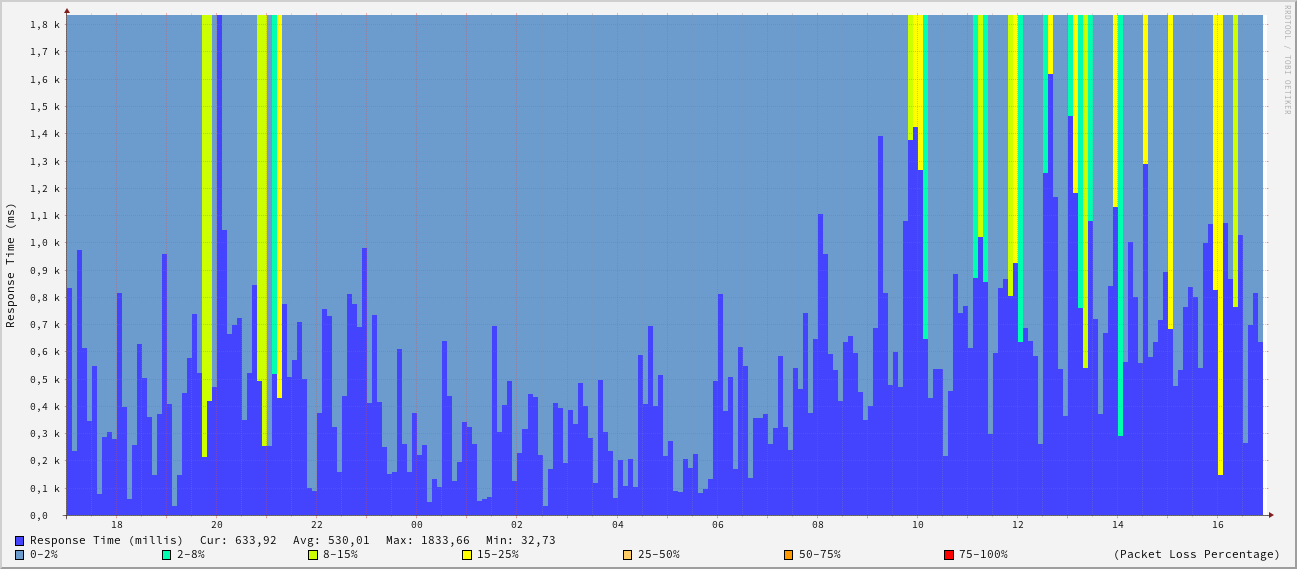 RRDTOOL / TOBI OETIKER
Response Time (ms)
1,8 k
1,7 k
1,6 k
1,5 k
1,4 k
1,3 k
1,2 k
1,1 k
1,0 k
0,9 k
0,8 k
0,7 k
0,6 k
0,5 k
0,4 k
0,3 k
0,2 k
0,1 k
0,0
18 20 22 00 02 04 06 08 10 12 14 16
Response Time (millis) Cur: 633,92 Avg: 530,01 Max: 1833,66 Min: 32,73
0-2% 2-8% 8-15% 15-25% 25-50% 50-75% 75-100% (Packet Loss Percentage)